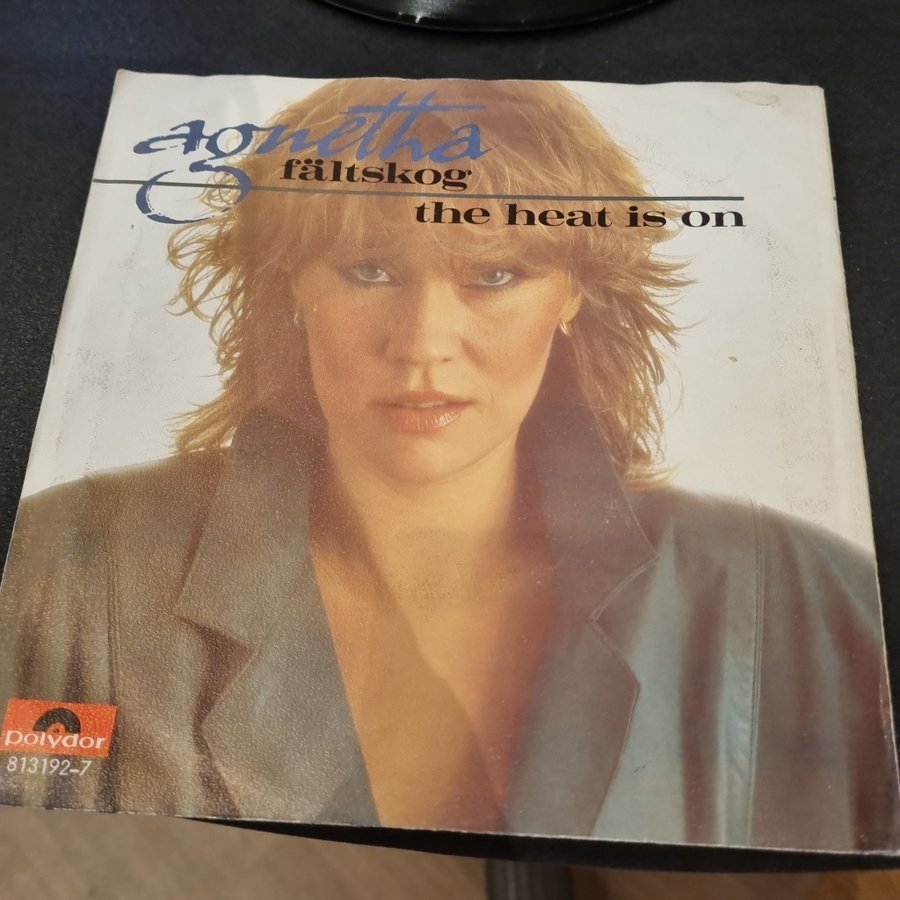 agnetha
fältskog
the heat is on
polydor
813192-7